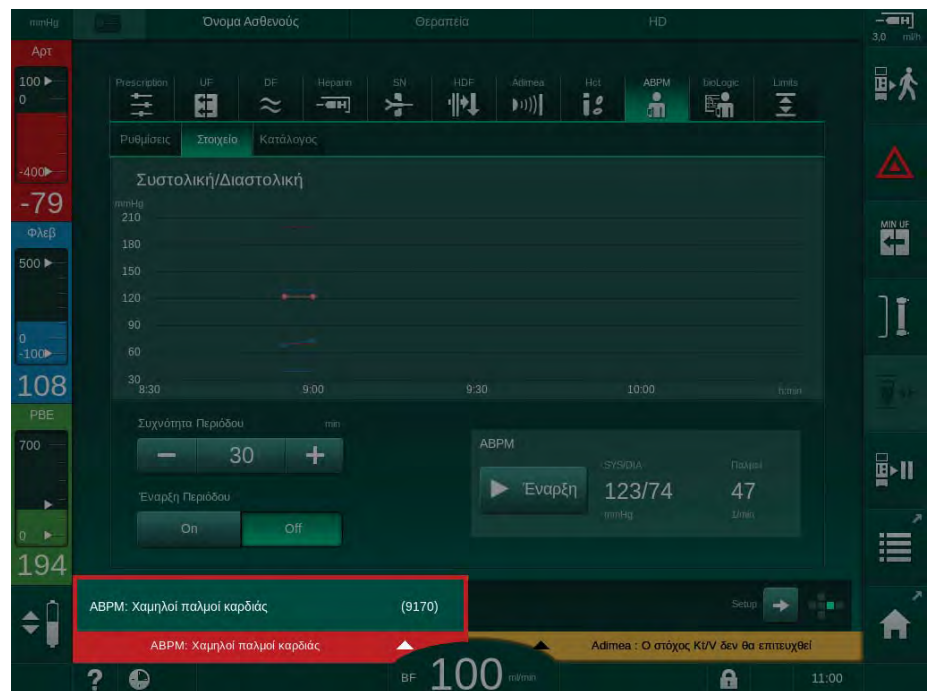 mmHg
Όνομα Ασθενούς
Θεραπεία
HD
3,0 ml/h
Αρτ
100
0
-400
-79
Φλεβ
500
0
-100
108
PBE
700
0
194
Prescription
UF
DF
Heparin
SN
HDF
Adimea
Hct
ABPM
bioLogic
Limits
Ρυθμίσεις
Στοιχείο
Κατάλογος
Συστολική/Διαστολική
mmHg
210
180
150
120
90
60
30
8:30
9:00
9:30
10:00
h:min
Συχνότητα Περιόδου
min
30
Έναρξη Περιόδου
On
Off
ABPM
Έναρξη
SYS/DIA
123/74
mmHg
Παλμοί
47
1/min
MIN UF
ABPM: Χαμηλοί παλμοί καρδιάς
(9170)
Setup
ABPM: Χαμηλοί παλμοί καρδιάς
Adimea : Ο στόχος Kt/V δεν θα επιτευχθεί
?
BF
100
ml/min
11:00